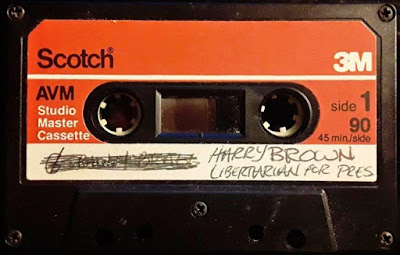 Scotch® 3M
AVM
Studio
Master
Cassette
side 1
90
45 min./side
HARRY BROWN
LIBERTARIAN FOR PRES